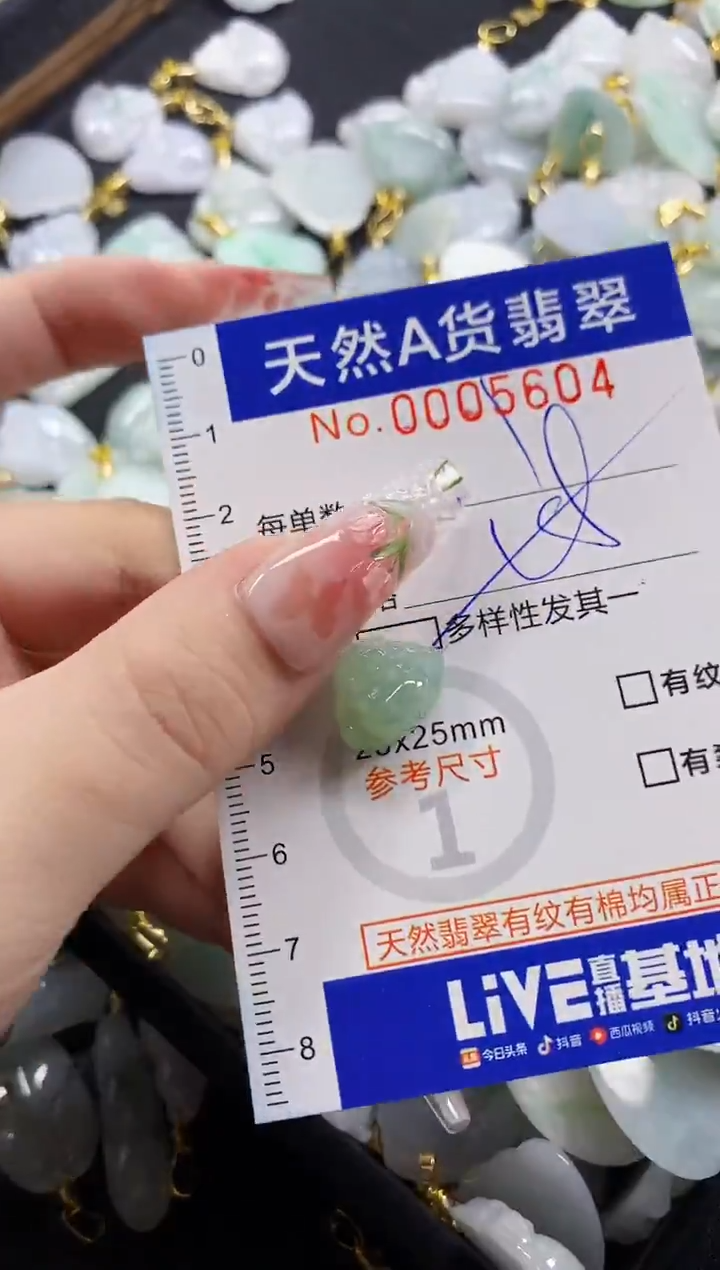 天然A货翡翠
No.0005604
0
1
2
每单数
多样性发其一
有纹
x25mm
参考尺寸
有
5
1
6
天然翡翠有纹有棉均属正
7
LiVE直播基地
今日头条 抖音 西瓜视频 抖音
8